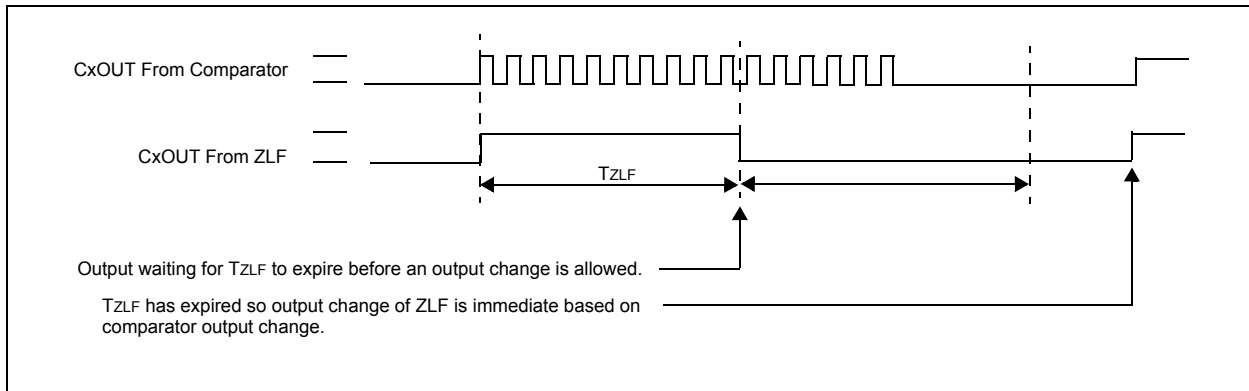 CxOUT From Comparator
CxOUT From ZLF
TZLF
Output waiting for TZLF to expire before an output change is allowed.
TZLF has expired so output change of ZLF is immediate based on
comparator output change.